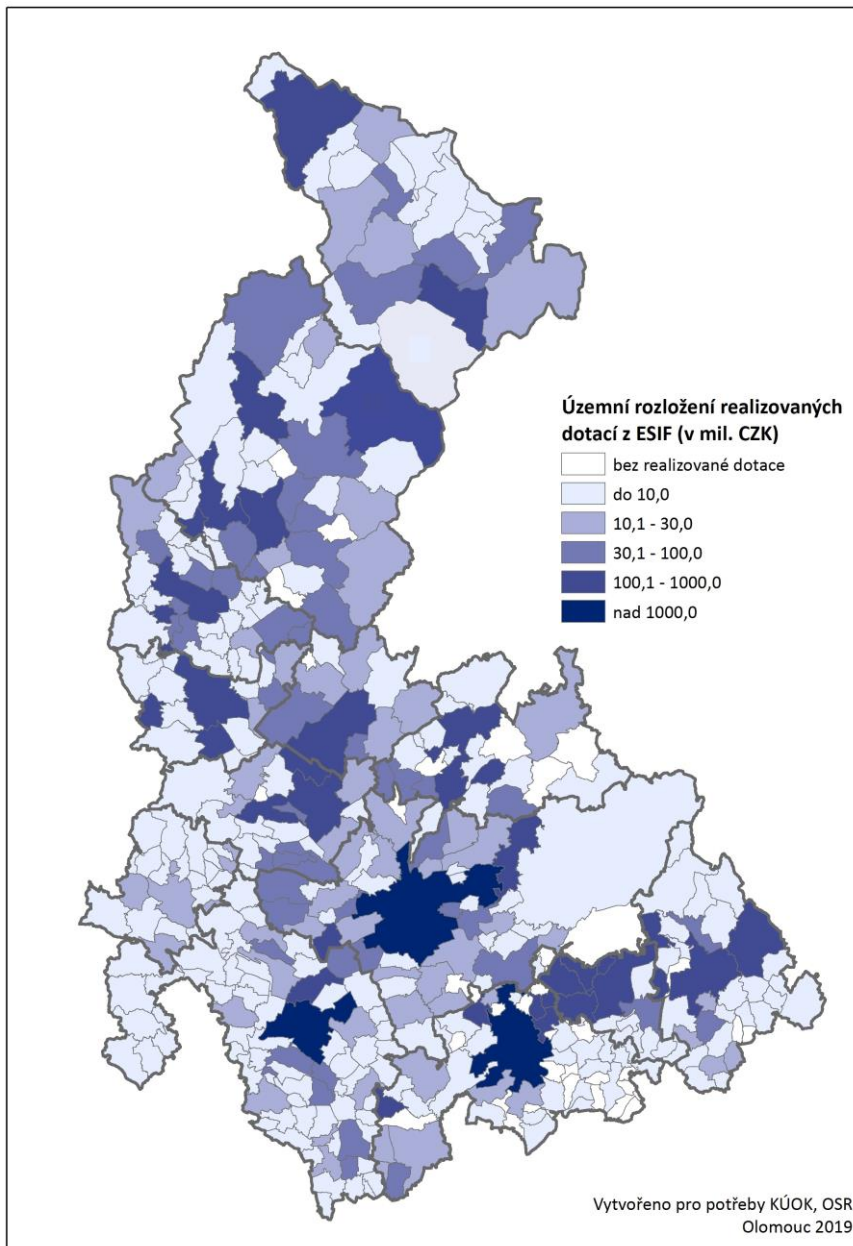 Územní rozložení realizovaných
dotací z ESIF (v mil. CZK)
bez realizované dotace
do 10,0
10,1 - 30,0
30,1 - 100,0
100,1 - 1000,0
nad 1000,0
Vytvořeno pro potřeby KÚOK, OSR
Olomouc 2019